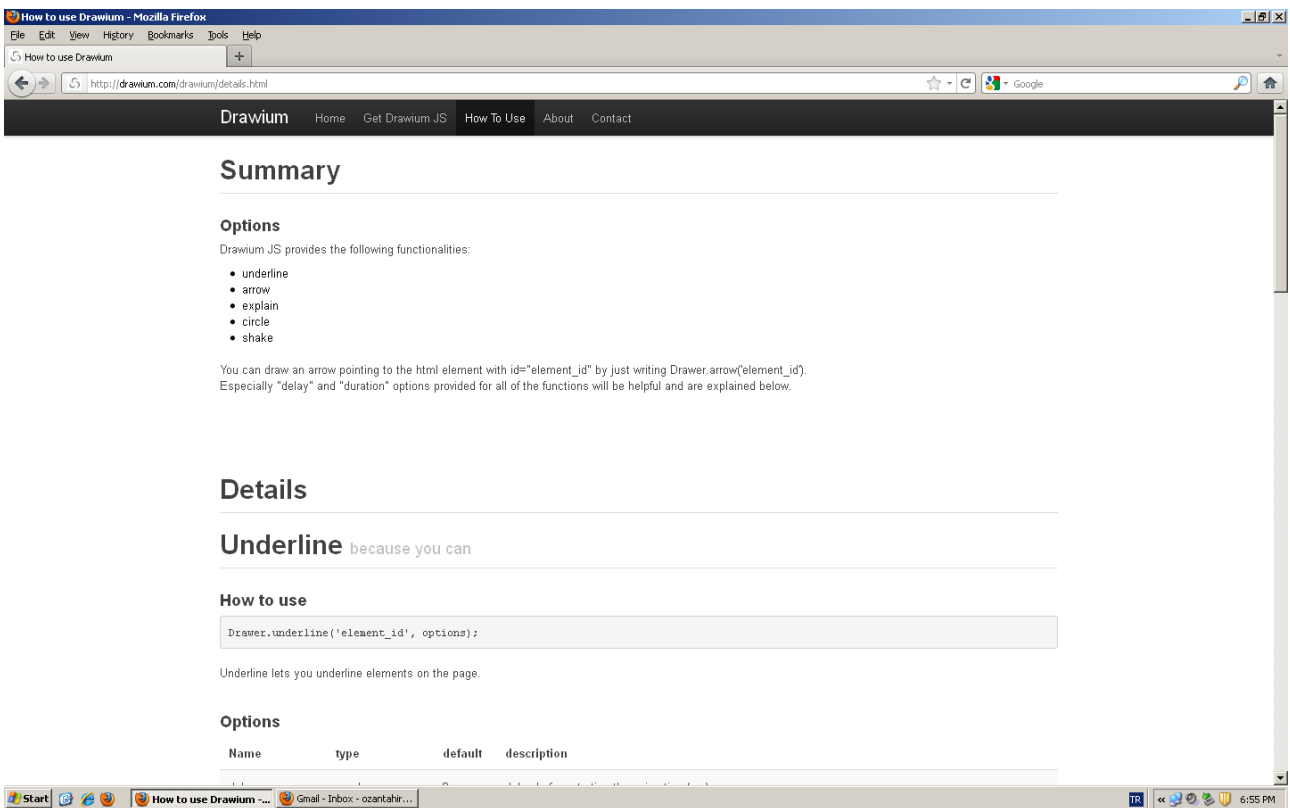 How to use Drawium - Mozilla Firefox
File Edit View History Bookmarks Tools Help
How to use Drawium
http://drawium.com/drawium/details.html
Google
Drawium Home Get Drawium JS How To Use About Contact
Summary
Options
Drawium JS provides the following functionalities:
• underline
• arrow
• explain
• circle
• shake
You can draw an arrow pointing to the html element with id="element_id" by just writing Drawer.arrow('element_id').
Especially "delay" and "duration" options provided for all of the functions will be helpful and are explained below.
Details
Underline because you can
How to use
Drawer.underline('element_id', options);
Underline lets you underline elements on the page.
Options
Name type default description
Start How to use Drawium -... Gmail - Inbox - ozantahir... TR 6:55 PM